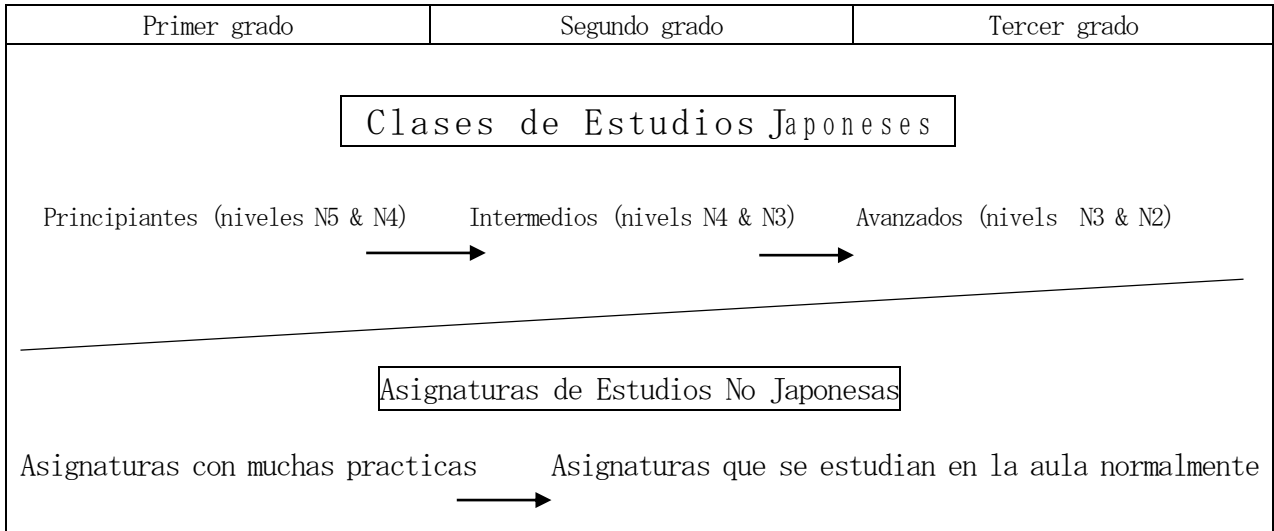 Primer grado Segundo grado Tercer grado
Clases de Estudios Japoneses
Principiantes (niveles N5 & N4) Intermedios (nivels N4 & N3) Avanzados (nivels N3 & N2)
Asignaturas de Estudios No Japonesas
Asignaturas con muchas practicas Asignaturas que se estudian en la aula normalmente